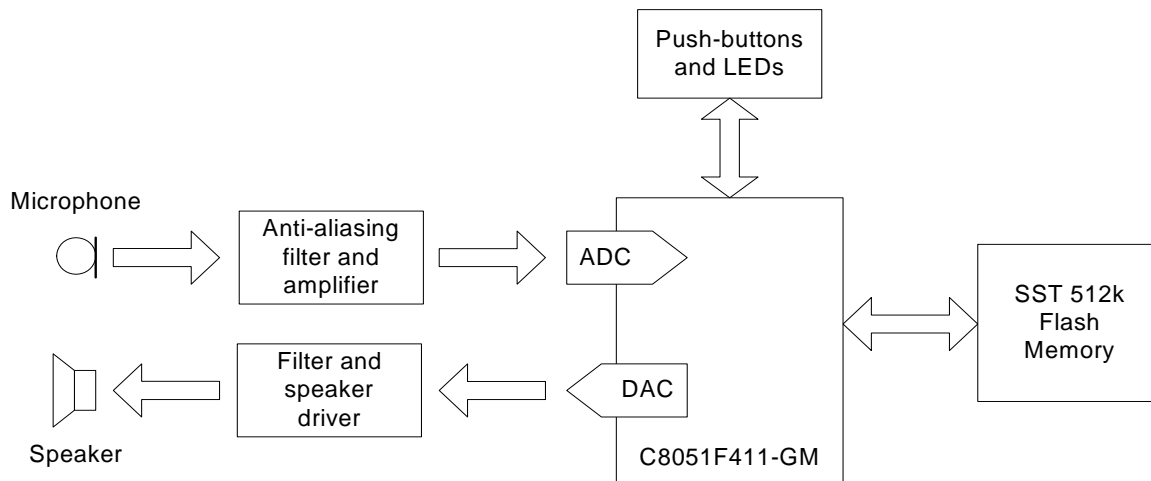 Push-buttons
and LEDs
Microphone
Anti-aliasing
filter and
amplifier
ADC
SST 512k
Flash
Memory
Filter and
speaker
driver
DAC
Speaker
C8051F411-GM